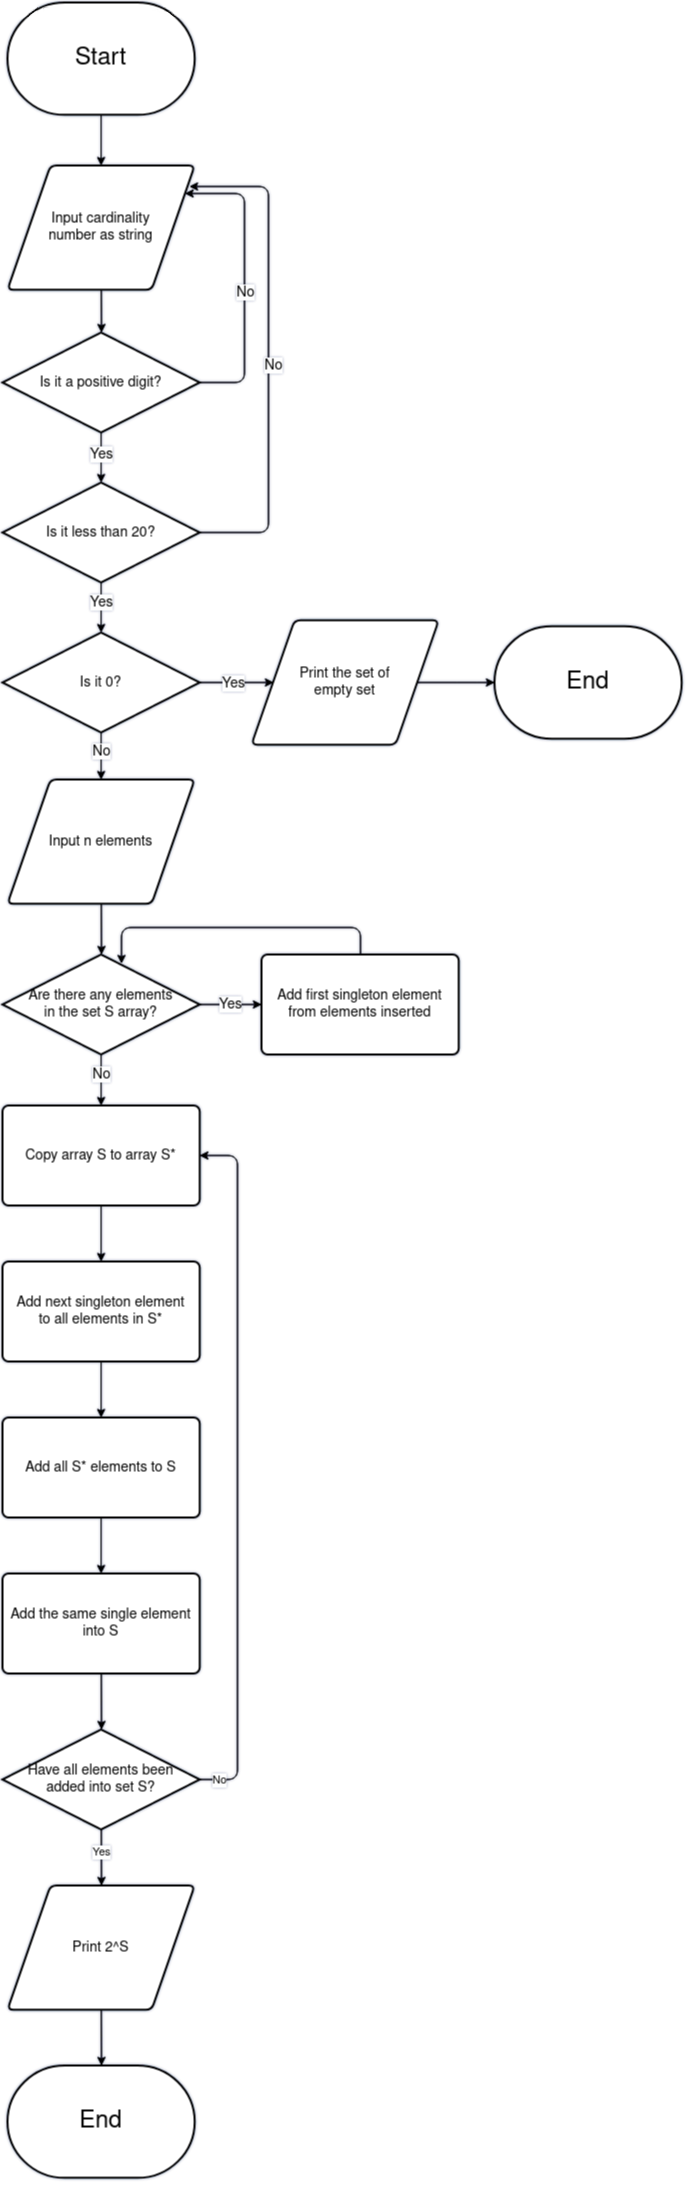 Start
Input cardinality
number as string
No
Is it a positive digit?
No
Yes
Is it less than 20?
Yes
Is it 0?
Yes
Print the set of
empty set
End
No
Input n elements
Are there any elements
in the set S array?
Yes
Add first singleton element
from elements inserted
No
Copy array S to array S*
Add next singleton element
to all elements in S*
Add all S* elements to S
Add the same single element
into S
Have all elements been
added into set S?
No
Yes
Print 2^S
End